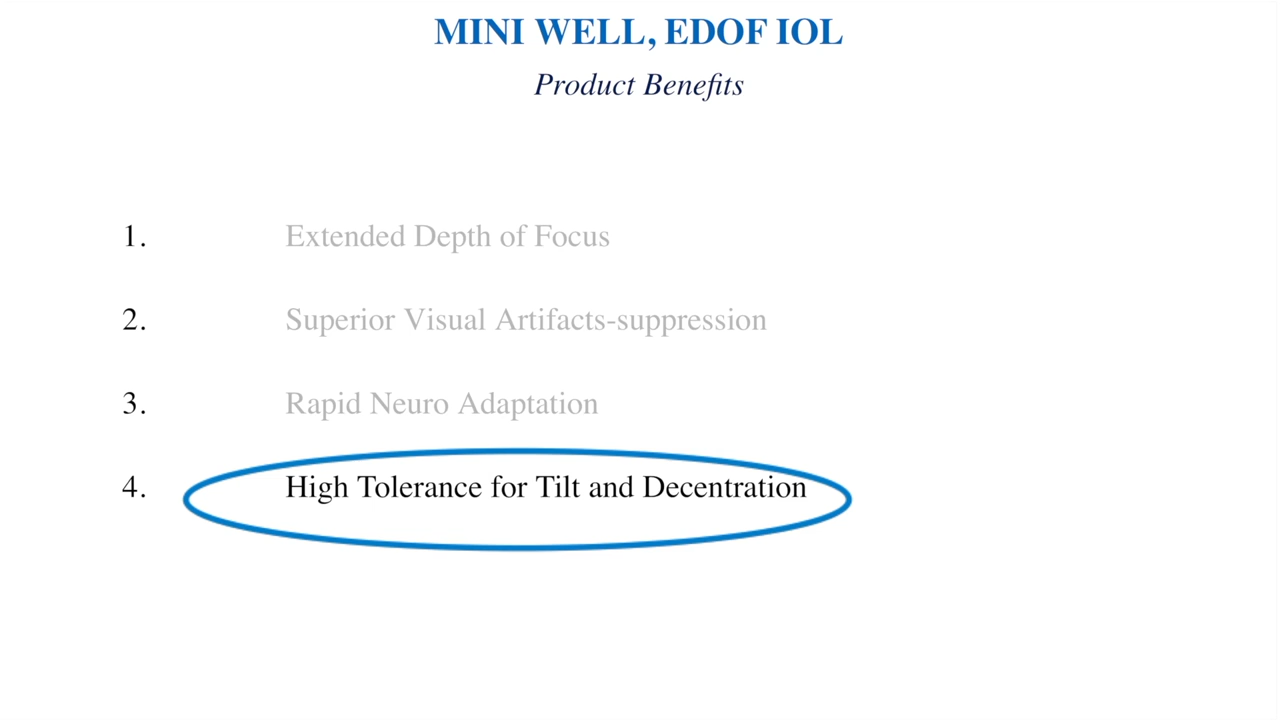 MINI WELL, EDOF IOL
Product Benefits
1. Extended Depth of Focus
2. Superior Visual Artifacts-suppression
3. Rapid Neuro Adaptation
4. High Tolerance for Tilt and Decentration